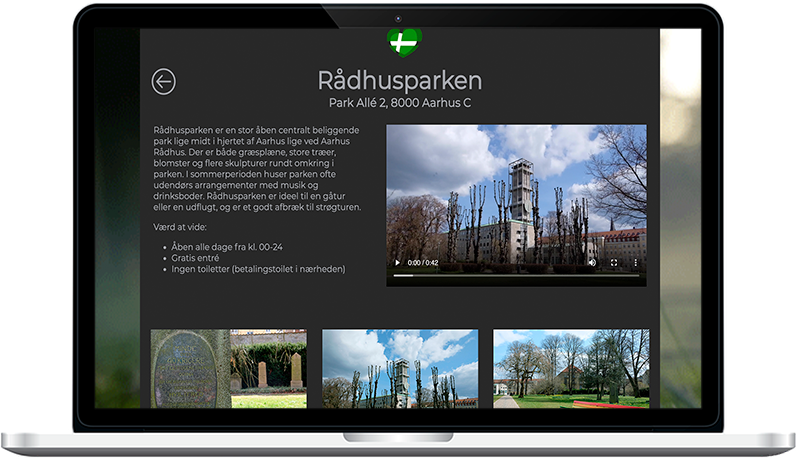 Rådhusparken
Park Allé 2, 8000 Aarhus C
Rådhusparken er en stor åben centralt beliggende
park lige midt i hjertet af Aarhus lige ved Aarhus
Rådhus. Der er både græsplæne, store træer,
blomster og flere skulpturer rundt omkring i
parken. I sommerperioden huser parken ofte
udendørs arrangementer med musik og
drinksboder. Rådhusparken er ideel til en gåtur
eller en udflugt, og er et godt afbræk til strøgturen.
Værd at vide:
Åben alle dage fra kl. 00-24
Gratis entré
Ingen toiletter (betalingstoilet i nærheden)
0:00 / 0:42